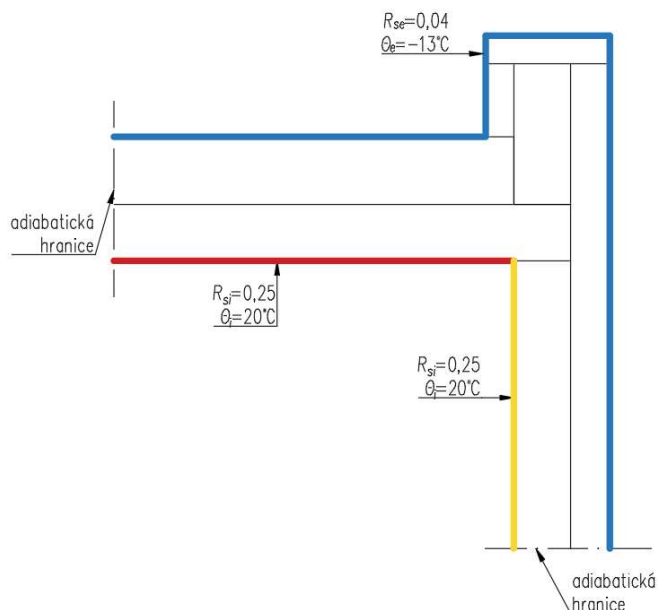 Rse=0,04
Θe=-13°C
adiabatická
hranice
Rsi=0,25
Θi=20°C
Rsi=0,25
Θi=20°C
adiabatická
hranice